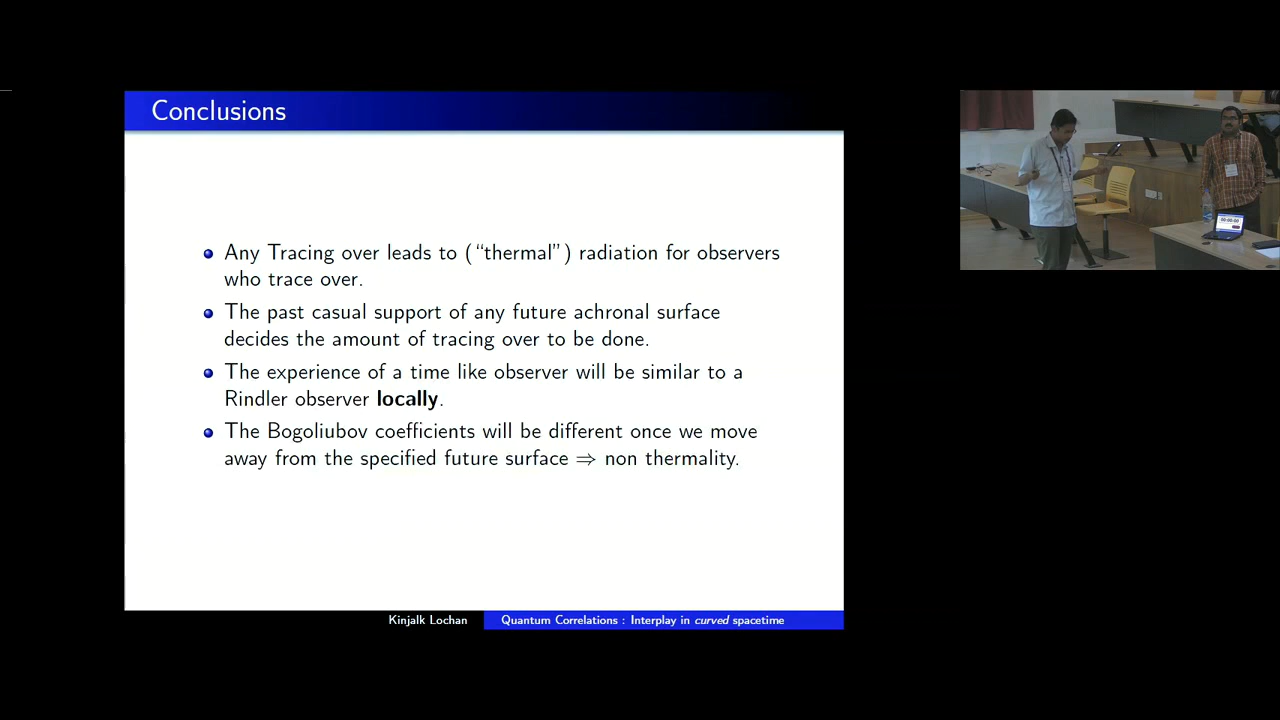 Conclusions
Any Tracing over leads to (“thermal”) radiation for observers
who trace over.
The past casual support of any future achronal surface
decides the amount of tracing over to be done.
The experience of a time like observer will be similar to a
Rindler observer locally.
The Bogoliubov coefficients will be different once we move
away from the specified future surface ⇒ non thermality.
Kinjalk Lochan
Quantum Correlations : Interplay in curved spacetime
00:00:00